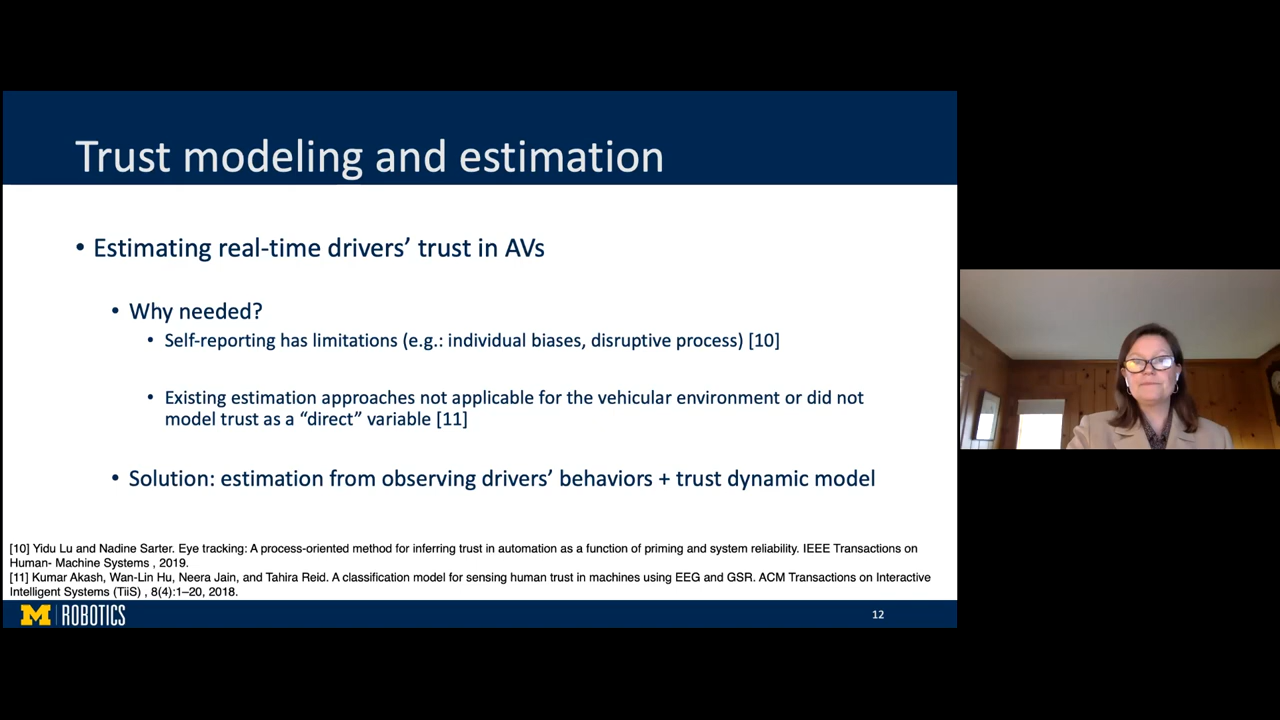 Trust modeling and estimation
• Estimating real-time drivers’ trust in AVs
• Why needed?
• Self-reporting has limitations (e.g.: individual biases, disruptive process) [10]
• Existing estimation approaches not applicable for the vehicular environment or did not
model trust as a “direct” variable [11]
• Solution: estimation from observing drivers’ behaviors + trust dynamic model
[10] Yidu Lu and Nadine Sarter. Eye tracking: A process-oriented method for inferring trust in automation as a function of priming and system reliability. IEEE Transactions on
Human- Machine Systems , 2019.
[11] Kumar Akash, Wan-Lin Hu, Neera Jain, and Tahira Reid. A classification model for sensing human trust in machines using EEG and GSR. ACM Transactions on Interactive
Intelligent Systems (TiiS) , 8(4):1–20, 2018.
M | ROBOTICS
12